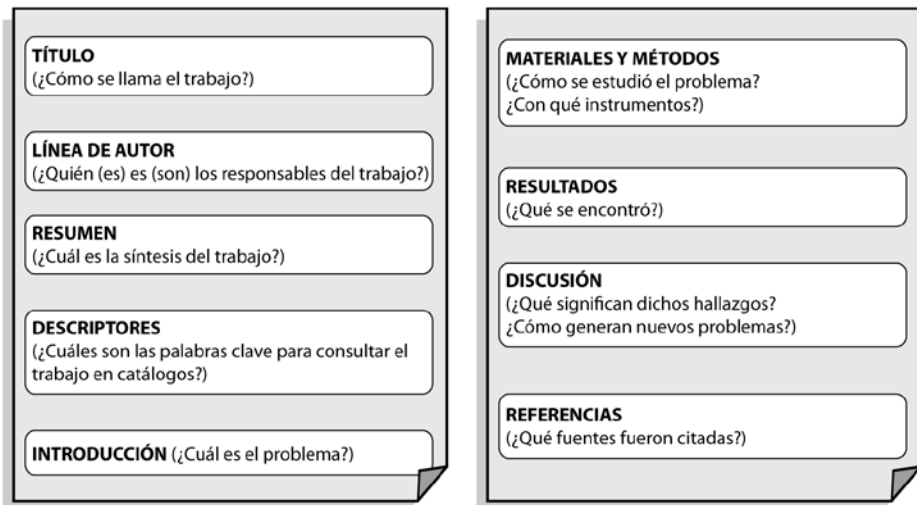 TÍTULO
(¿Cómo se llama el trabajo?)
LÍNEA DE AUTOR
(¿Quién (es) es (son) los responsables del trabajo?)
RESUMEN
(¿Cuál es la síntesis del trabajo?)
DESCRIPTORES
(¿Cuáles son las palabras clave para consultar el
trabajo en catálogos?)
INTRODUCCIÓN (¿Cuál es el problema?)
MATERIALES Y MÉTODOS
(¿Cómo se estudió el problema?
¿Con qué instrumentos?)
RESULTADOS
(¿Qué se encontró?)
DISCUSIÓN
(¿Qué significan dichos hallazgos?
¿Cómo generan nuevos problemas?)
REFERENCIAS
(¿Qué fuentes fueron citadas?)